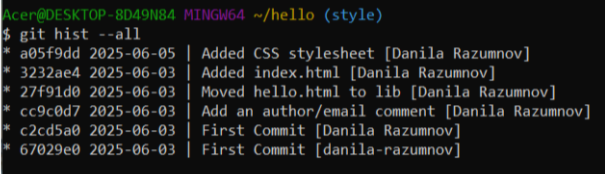 Acer@DESKTOP-8D49N84 MINGW64 ~/hello (style)
$ git hist --all
* a05f9dd 2025-06-05 | Added CSS stylesheet [Danila Razumnov]
* 3232ae4 2025-06-03 | Added index.html [Danila Razumnov]
* 27f91d0 2025-06-03 | Moved hello.html to lib [Danila Razumnov]
* cc9c0d7 2025-06-03 | Add an author/email comment [Danila Razumnov]
* c2cd5a0 2025-06-03 | First Commit [Danila Razumnov]
* 67029e0 2025-06-03 | First Commit [danila-razumnov]